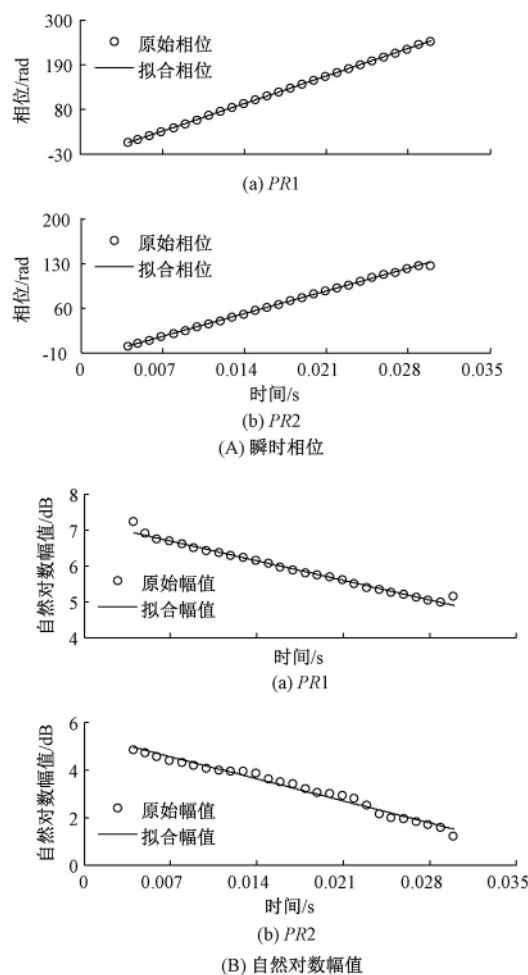 300
190
80
-30
相位/rad
原始相位
拟合相位
(a) PR1
200
130
60
-10
相位/rad
原始相位
拟合相位
0 0.007 0.014 0.021 0.028 0.035
时间/s
(b) PR2
(A) 瞬时相位
8
7
6
5
4
自然对数幅值/dB
原始幅值
拟合幅值
时间/s
(a) PR1
6
4
2
0
自然对数幅值/dB
原始幅值
拟合幅值
0 0.007 0.014 0.021 0.028 0.035
时间/s
(b) PR2
(B) 自然对数幅值